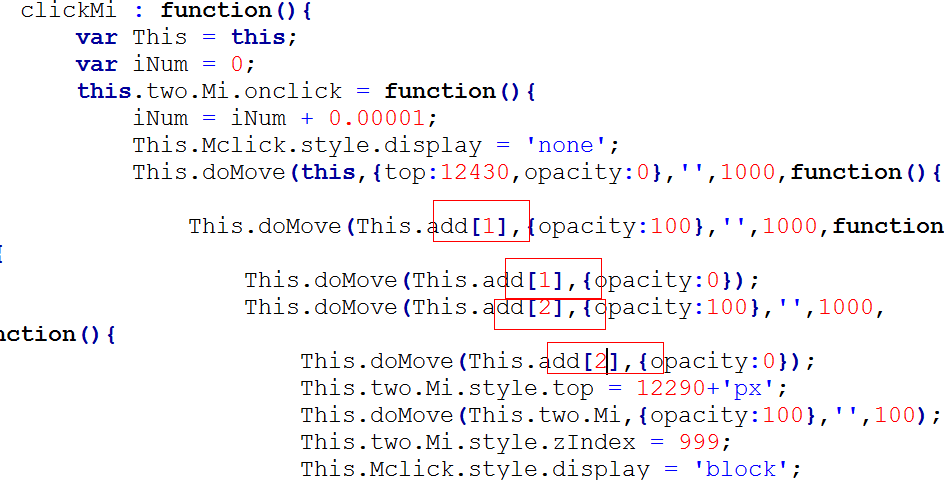 clickMi : function(){
var This = this;
var iNum = 0;
this.two.Mi.onclick = function(){
iNum = iNum + 0.00001;
This.Mclick.style.display = 'none';
This.doMove(this,{top:12430,opacity:0},'',1000,function(){
This.doMove(This.add[1],{opacity:100},'',1000,function
{
This.doMove(This.add[1],{opacity:0});
This.doMove(This.add[2],{opacity:100},'',1000,
nction(){
This.doMove(This.add[2],{opacity:0});
This.two.Mi.style.top = 12290+'px';
This.doMove(This.two.Mi,{opacity:100},'',100);
This.two.Mi.style.zIndex = 999;
This.Mclick.style.display = 'block';